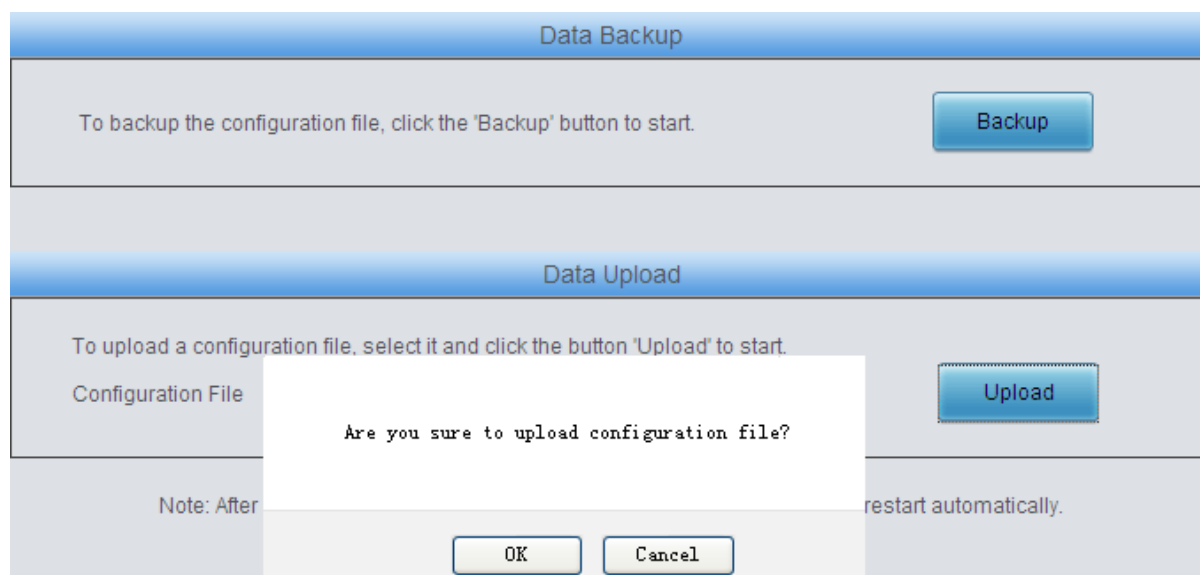 Data Backup
To backup the configuration file, click the 'Backup' button to start.
Backup
Data Upload
To upload a configuration file, select it and click the button 'Upload' to start.
Configuration File
Upload
Are you sure to upload configuration file?
Note: After
restart automatically.
OK
Cancel